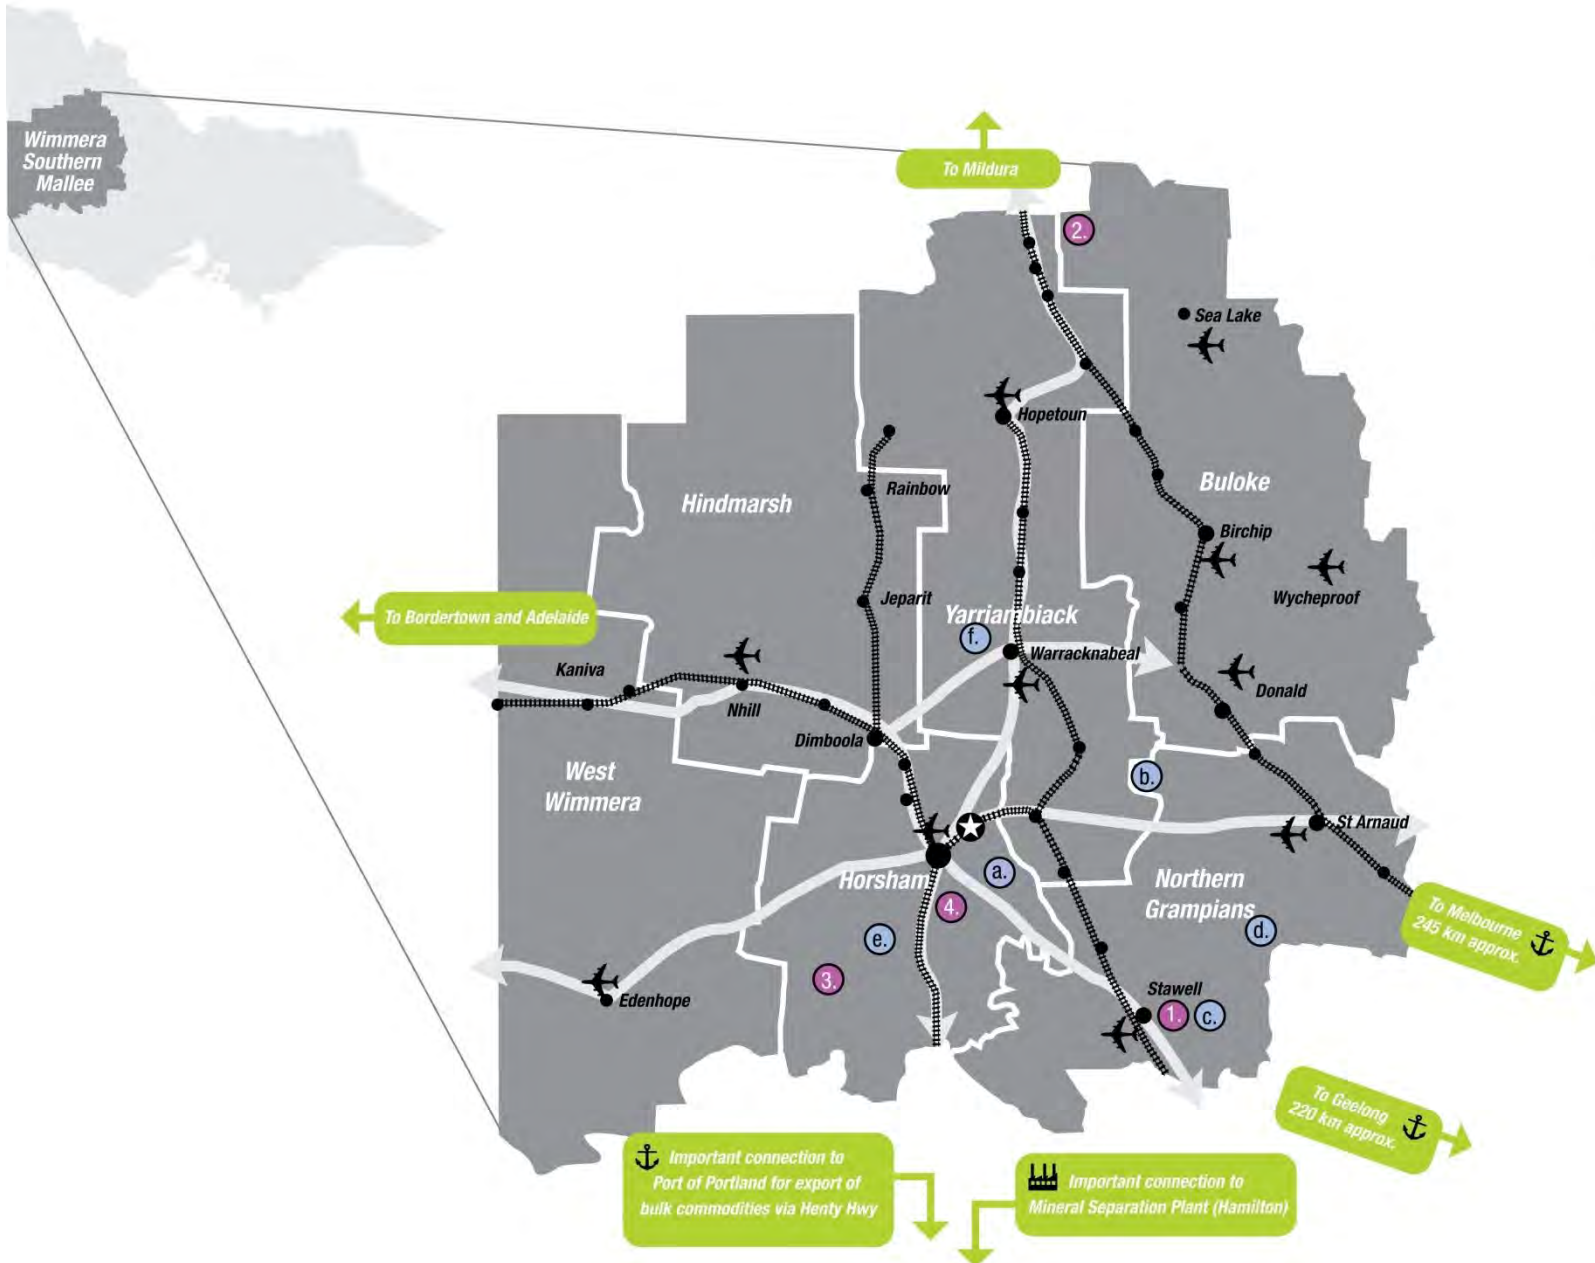 Wimmera
Southern
Mallee
To Mildura
2.
Sea Lake
Hopetoun
Buloke
Hindmarsh
Rainbow
Birchip
Jeparit
Wycheproof
To Bordertown and Adelaide
Yarriambiack
f.
Warracknabeal
Kaniva
Nhill
Donald
Dimboola
West
Wimmera
b.
St Arnaud
Horsham
a.
Northern
Grampians
4.
e.
d.
3.
To Melbourne
245 km approx.
Edenhope
Stawell
1.
c.
To Geelong
220 km approx.
Important connection to
Port of Portland for export of
bulk commodities via Henty Hwy
Important connection to
Mineral Separation Plant (Hamilton)